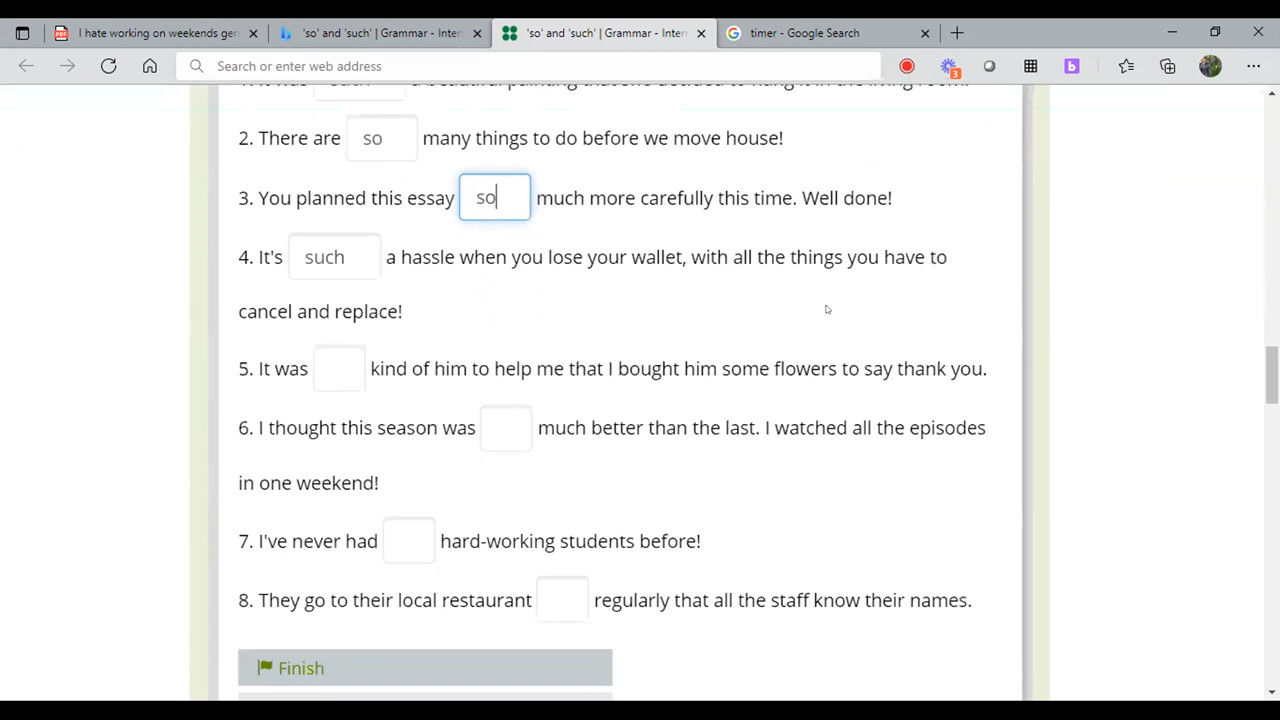 I hate working on weekends ger
'so' and 'such' | Grammar - Inter
'so' and 'such' | Grammar - Inter
timer - Google Search
Search or enter web address
3
b
2. There are so many things to do before we move house!
3. You planned this essay so much more carefully this time. Well done!
4. It's such a hassle when you lose your wallet, with all the things you have to
cancel and replace!
5. It was kind of him to help me that I bought him some flowers to say thank you.
6. I thought this season was much better than the last. I watched all the episodes
in one weekend!
7. I've never had hard-working students before!
8. They go to their local restaurant regularly that all the staff know their names.
Finish